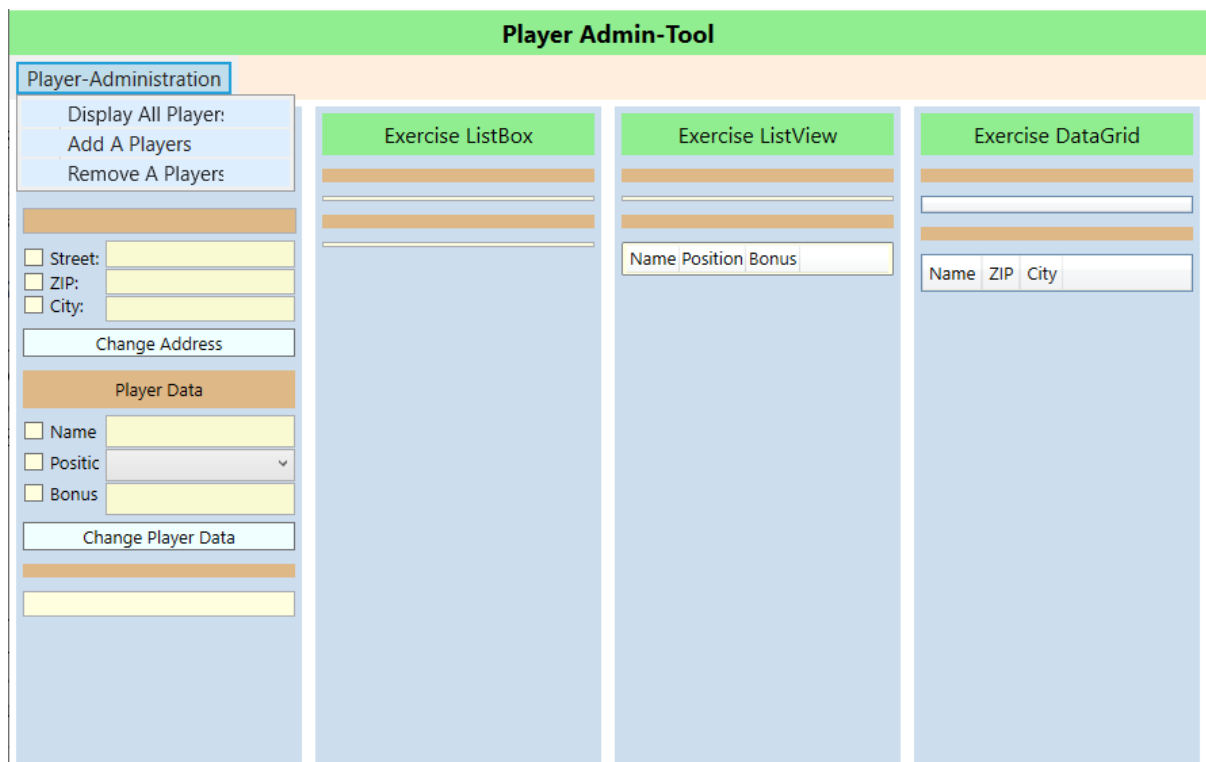 Player Admin-Tool
Player-Administration
Display All Player:
Add A Players
Remove A Players
Street:
ZIP:
City:
Change Address
Player Data
Name
Positic
Bonus
Change Player Data
Exercise ListBox
Exercise ListView
Name Position Bonus
Exercise DataGrid
Name ZIP City